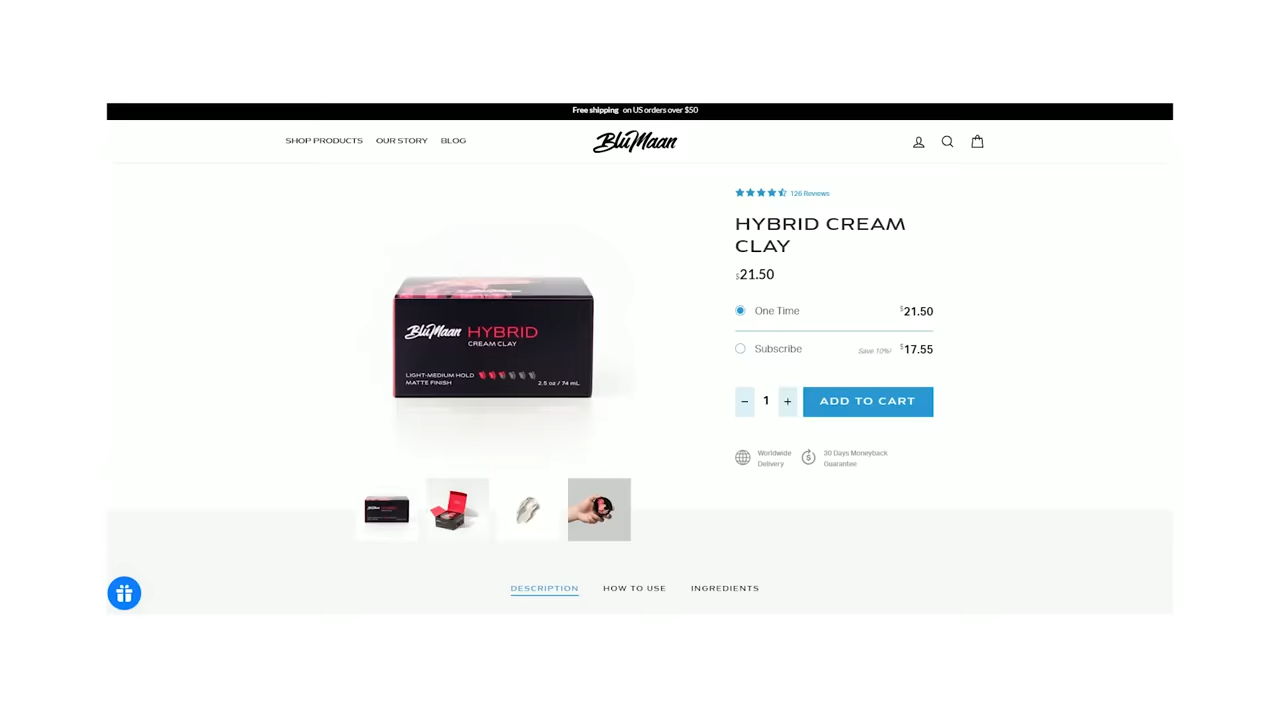 Free shipping on US orders over $50
SHOP PRODUCTS OUR STORY BLOG
BluMaan
126 Reviews
HYBRID CREAM
CLAY
$21.50
One Time $21.50
Subscribe Save 10%! $17.55
BluMaan HYBRID
CREAM CLAY
LIGHT-MEDIUM HOLD
MATTE FINISH
2.5 oz / 74 mL
− 1 + ADD TO CART
Worldwide
Delivery
30 Days Moneyback
Guarantee
DESCRIPTION HOW TO USE INGREDIENTS